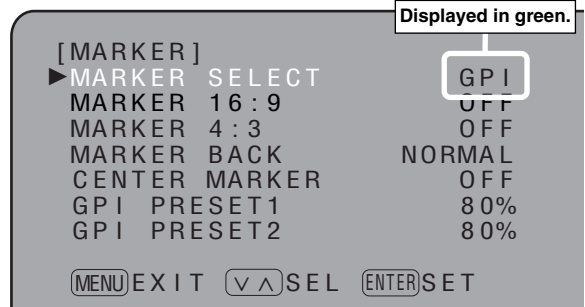 Displayed in green.
[MARKER]
▶MARKER SELECT GPI
MARKER 16:9 OFF
MARKER 4:3 OFF
MARKER BACK NORMAL
CENTER MARKER OFF
GPI PRESET1 80%
GPI PRESET2 80%
MENU EXIT ∨∧ SEL ENTER SET